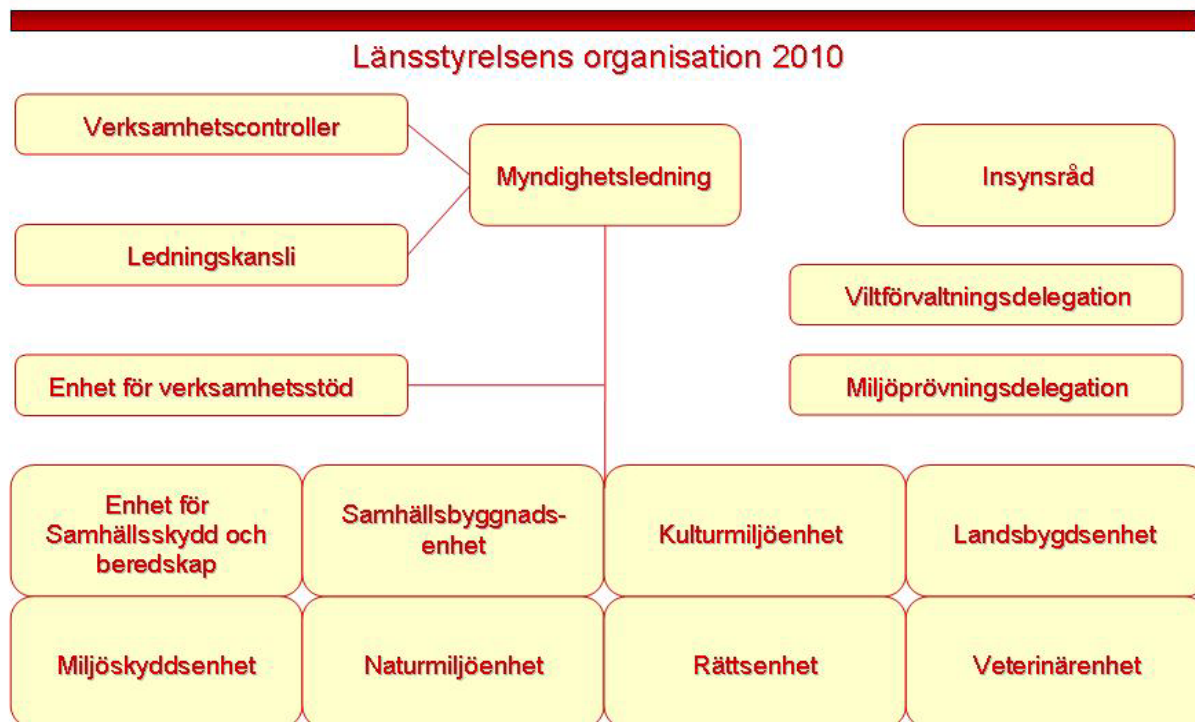 Länsstyrelsens organisation 2010
Verksamhetscontroller
Myndighetsledning
Insynsråd
Ledningskansli
Viltförvaltningsdelegation
Enhet för verksamhetsstöd
Miljöprövningsdelegation
Enhet för
Samhällsskydd och
beredskap
Samhällsbyggnads-
enhet
Kulturmiljöenhet
Landsbygdsenhet
Miljöskyddsenhet
Naturmiljöenhet
Rättsenhet
Veterinärenhet